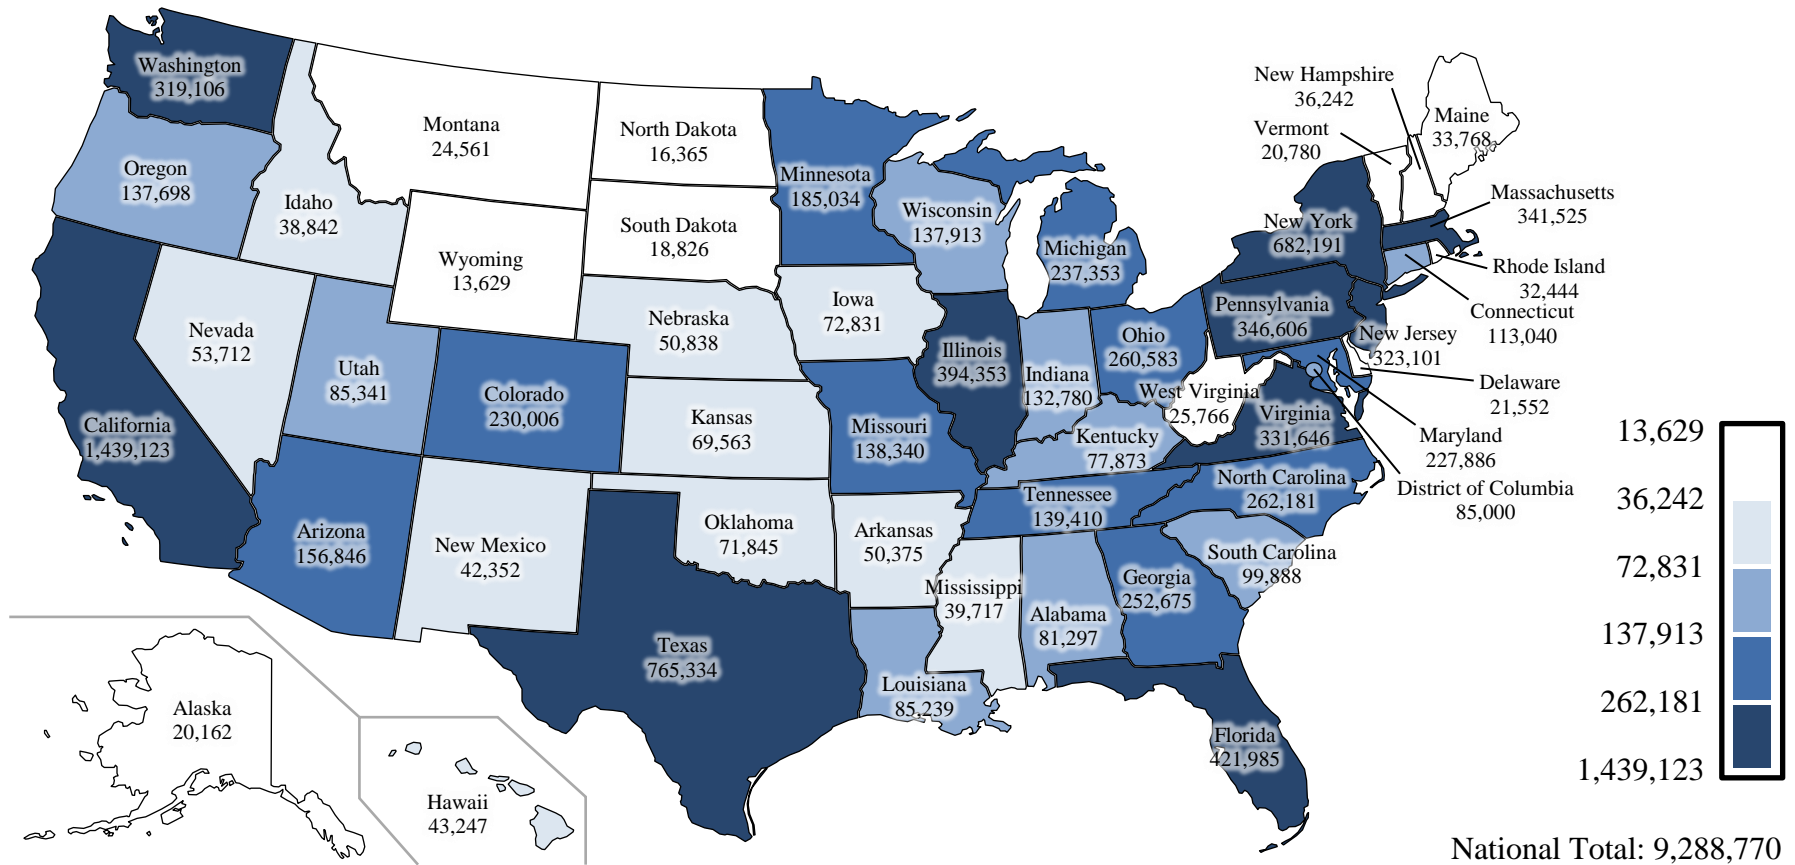 Washington
319,106
Oregon
137,698
California
1,439,123
Idaho
38,842
Nevada
53,712
Montana
24,561
Wyoming
13,629
Utah
85,341
Arizona
156,846
Colorado
230,006
New Mexico
42,352
North Dakota
16,365
South Dakota
18,826
Nebraska
50,838
Kansas
69,563
Oklahoma
71,845
Texas
765,334
Minnesota
185,034
Iowa
72,831
Missouri
138,340
Arkansas
50,375
Louisiana
85,239
Wisconsin
137,913
Illinois
394,353
Michigan
237,353
Indiana
132,780
Ohio
260,583
Kentucky
77,873
Tennessee
139,410
Mississippi
39,717
Alabama
81,297
Georgia
252,675
Florida
421,985
South Carolina
99,888
North Carolina
262,181
Virginia
331,646
West Virginia
25,766
Pennsylvania
346,606
New York
682,191
New Hampshire
36,242
Vermont
20,780
Maine
33,768
Massachusetts
341,525
Rhode Island
32,444
Connecticut
113,040
New Jersey
323,101
Delaware
21,552
Maryland
227,886
District of Columbia
85,000
Alaska
20,162
Hawaii
43,247
13,629
36,242
72,831
137,913
262,181
1,439,123
National Total: 9,288,770